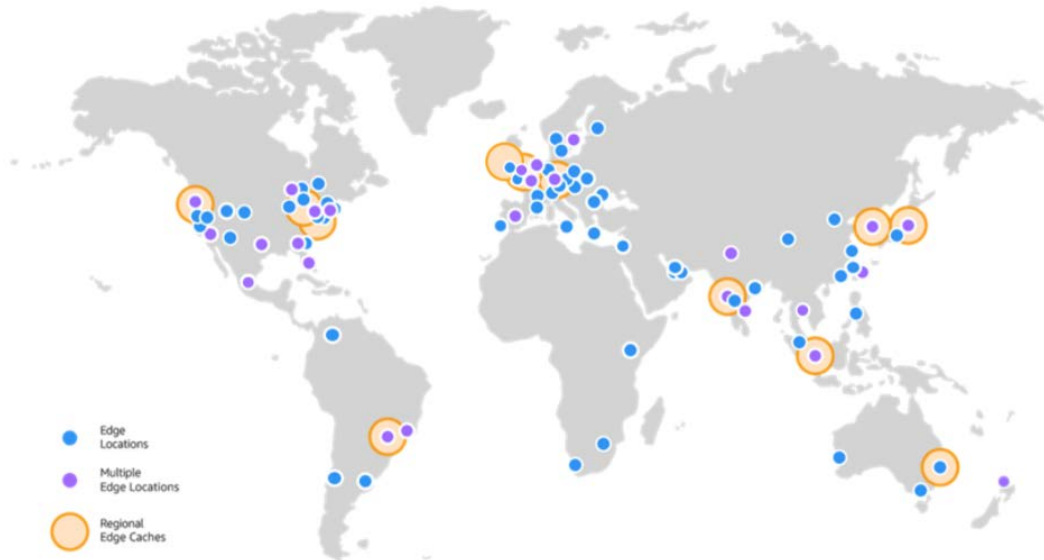 Edge
Locations
Multiple
Edge Locations
Regional
Edge Caches